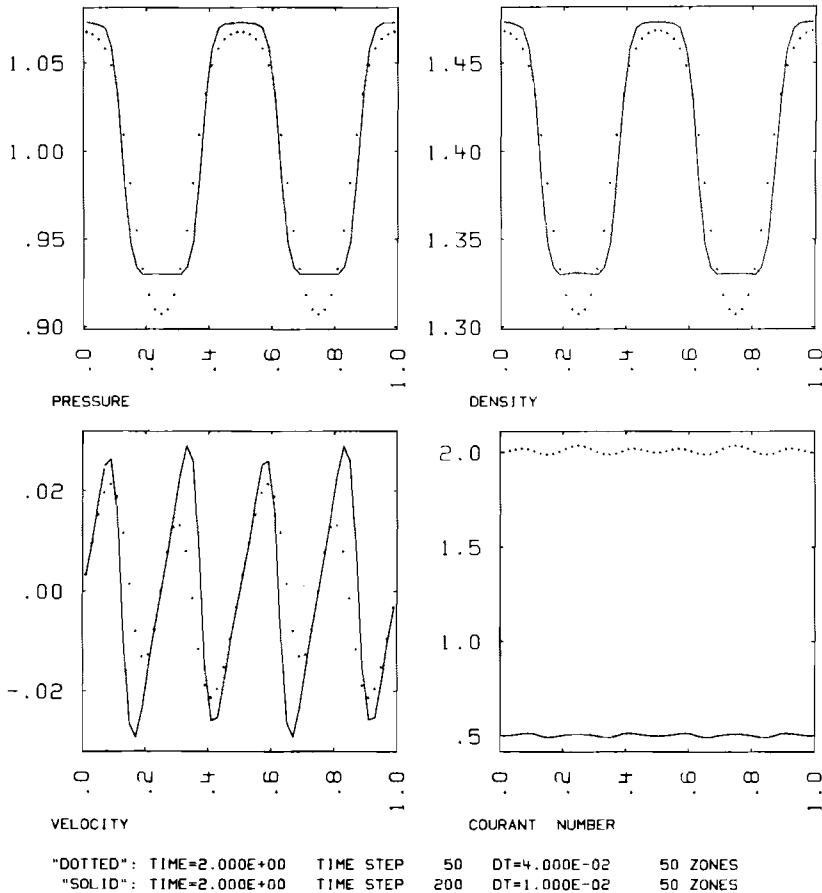 1.05
1.00
.95
.90
.0 .2 .4 .6 .8 1.0
PRESSURE
1.45
1.40
1.35
1.30
.0 .2 .4 .6 .8 1.0
DENSITY
.02
.00
-.02
.0 .2 .4 .6 .8 1.0
VELOCITY
2.0
1.5
1.0
.5
.0 .2 .4 .6 .8 1.0
COURANT NUMBER
"DOTTED": TIME=2.000E+00 TIME STEP 50 DT=4.000E-02 50 ZONES
"SOLID": TIME=2.000E+00 TIME STEP 200 DT=1.000E-02 50 ZONES